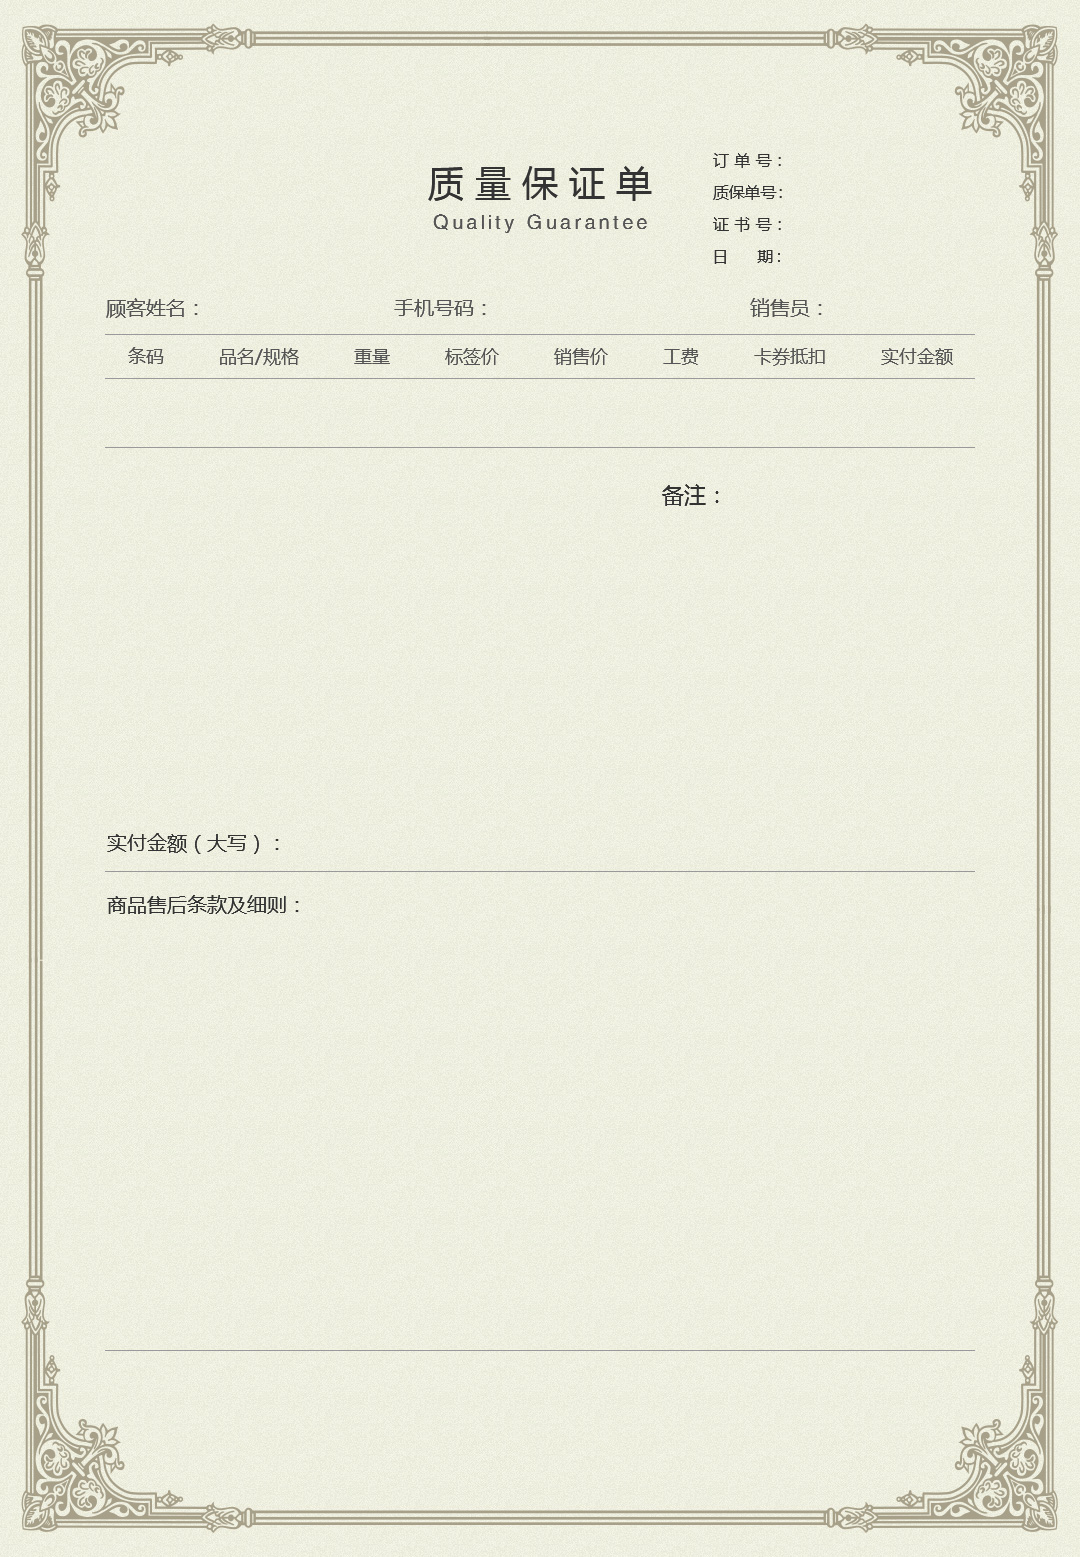 质量保证单
Quality Guarantee
订单号：
质保单号：
证书号：
日 期：
顾客姓名： 手机号码： 销售员：
条码 品名/规格 重量 标签价 销售价 工费 卡券抵扣 实付金额
备注：
实付金额（大写）：
商品售后条款及细则：